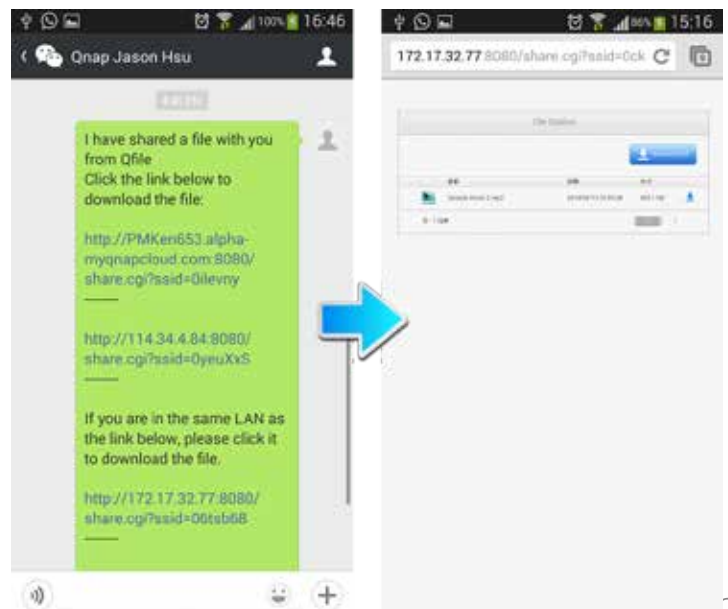 100% 16:46
Qnap Jason Hsu
I have shared a file with you
from Qfile
Click the link below to
download the file:
http://PMKen653.alpha-
myqnapcloud.com:8080/
share.cgi?ssid=0ilevny
http://114.34.4.84:8080/
share.cgi?ssid=0yeuXxS
If you are in the same LAN as
the link below, please click it
to download the file.
http://172.17.32.77:8080/
share.cgi?ssid=06tsb6B
86% 15:16
172.17.32.77:8080/share.cgi?ssid=0ck
File Station